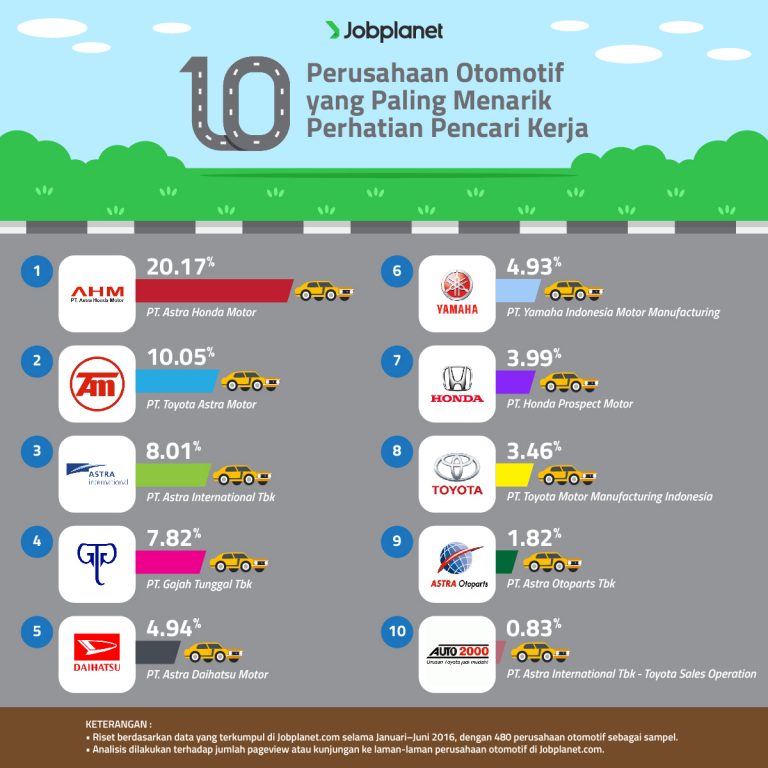 Jobplanet
10
Perusahaan Otomotif
yang Paling Menarik
Perhatian Pencari Kerja
1
AHM
PT. Astra Honda Motor
20.17%
PT. Astra Honda Motor
2
TAM
10.05%
PT. Toyota Astra Motor
3
ASTRA
international
8.01%
PT. Astra International Tbk
4
GT
7.82%
PT. Gajah Tunggal Tbk
5
DAIHATSU
4.94%
PT. Astra Daihatsu Motor
6
YAMAHA
4.93%
PT. Yamaha Indonesia Motor Manufacturing
7
HONDA
3.99%
PT. Honda Prospect Motor
8
TOYOTA
3.46%
PT. Toyota Motor Manufacturing Indonesia
9
ASTRA Otoparts
1.82%
PT. Astra Otoparts Tbk
10
AUTO 2000
Urusan Toyota jadi mudah!
0.83%
PT. Astra International Tbk - Toyota Sales Operation
KETERANGAN :
• Riset berdasarkan data yang terkumpul di Jobplanet.com selama Januari–Juni 2016, dengan 480 perusahaan otomotif sebagai sampel.
• Analisis dilakukan terhadap jumlah pageview atau kunjungan ke laman-laman perusahaan otomotif di Jobplanet.com.